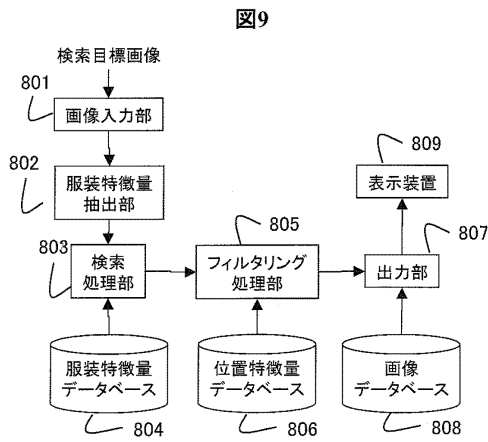 図9
検索目標画像
801
画像入力部
802
服装特徴量
抽出部
803
検索
処理部
805
フィルタリング
処理部
809
表示装置
807
出力部
服装特徴量
データベース
804
位置特徴量
データベース
806
画像
データベース
808